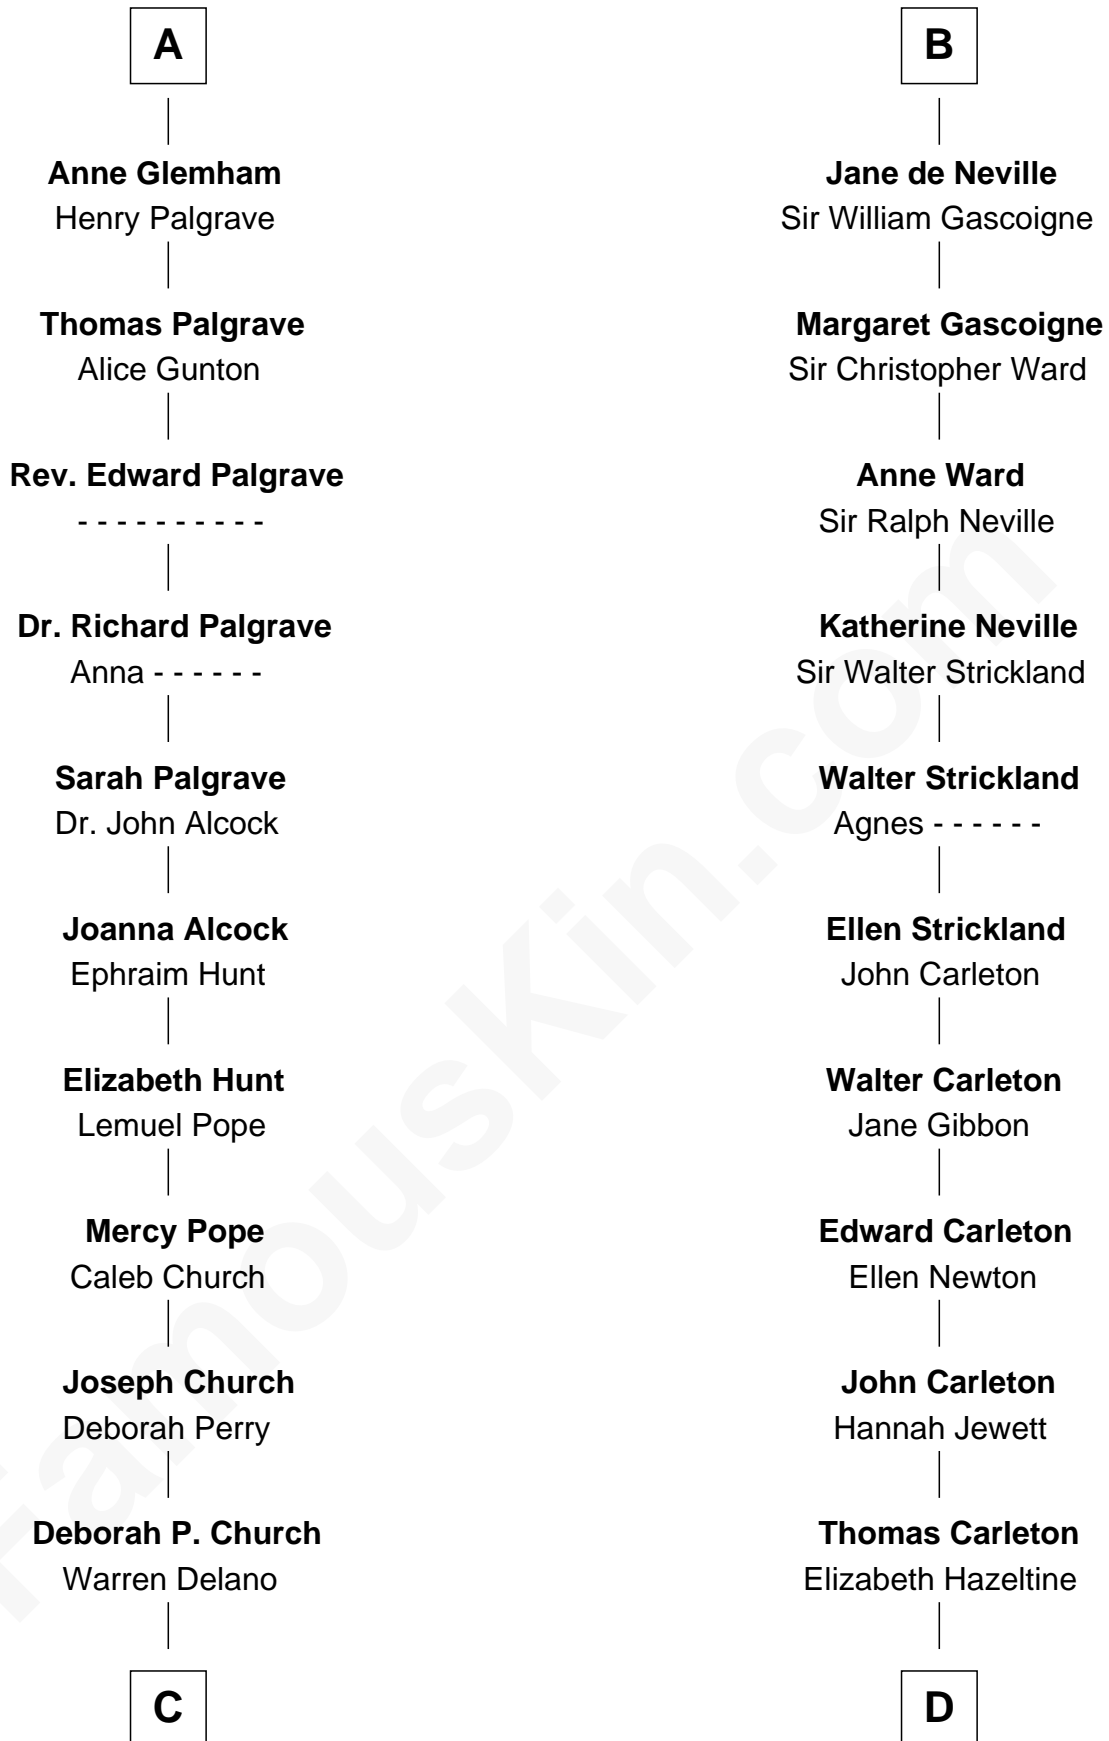 A
Anne Glemham
Henry Palgrave
Thomas Palgrave
Alice Gunton
Rev. Edward Palgrave
- - - - - - - - - -
Dr. Richard Palgrave
Anna - - - - - -
Sarah Palgrave
Dr. John Alcock
Joanna Alcock
Ephraim Hunt
Elizabeth Hunt
Lemuel Pope
Mercy Pope
Caleb Church
Joseph Church
Deborah Perry
Deborah P. Church
Warren Delano
C
B
Jane de Neville
Sir William Gascoigne
Margaret Gascoigne
Sir Christopher Ward
Anne Ward
Sir Ralph Neville
Katherine Neville
Sir Walter Strickland
Walter Strickland
Agnes - - - - - -
Ellen Strickland
John Carleton
Walter Carleton
Jane Gibbon
Edward Carleton
Ellen Newton
John Carleton
Hannah Jewett
Thomas Carleton
Elizabeth Hazeltine
D
FamousKin.com